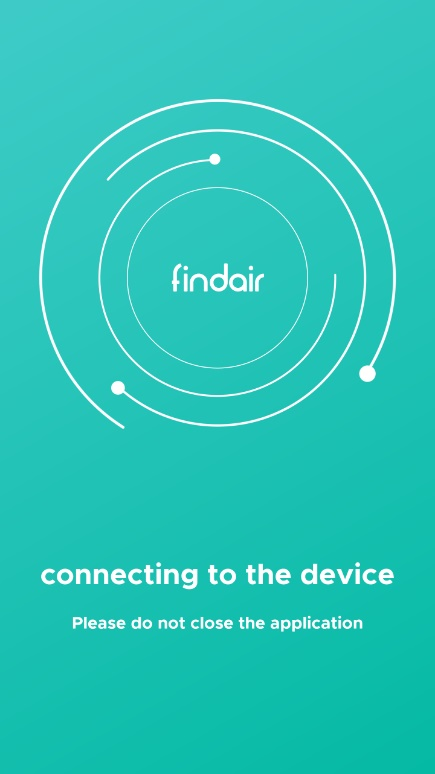 findair
connecting to the device
Please do not close the application